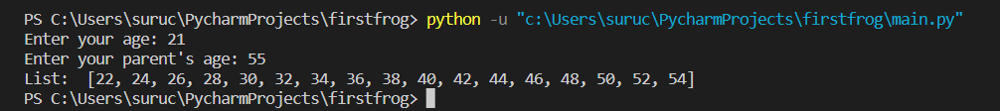 PS C:\Users\suruc\PycharmProjects\firstfrog> python -u "c:\Users\suruc\PycharmProjects\firstfrog\main.py"
Enter your age: 21
Enter your parent's age: 55
List:  [22, 24, 26, 28, 30, 32, 34, 36, 38, 40, 42, 44, 46, 48, 50, 52, 54]
PS C:\Users\suruc\PycharmProjects\firstfrog>